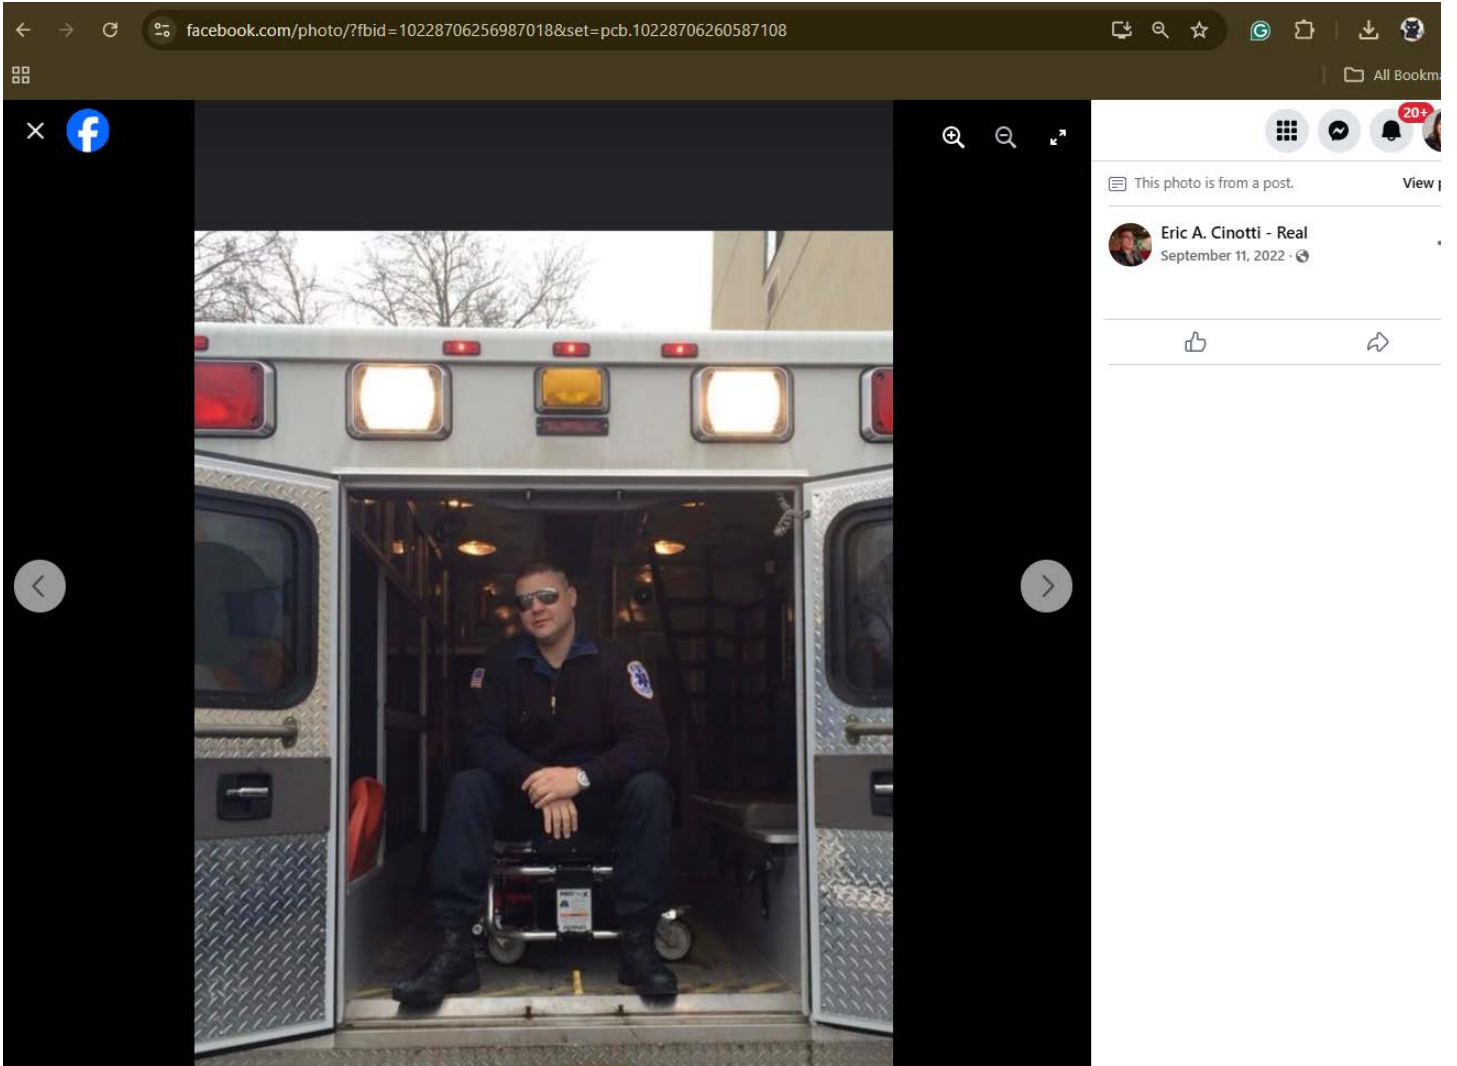 facebook.com/photo/?fbid=10228706256987018&set=pcb.10228706260587108
All Bookm
20+
This photo is from a post.
View
Eric A. Cinotti - Real
September 11, 2022